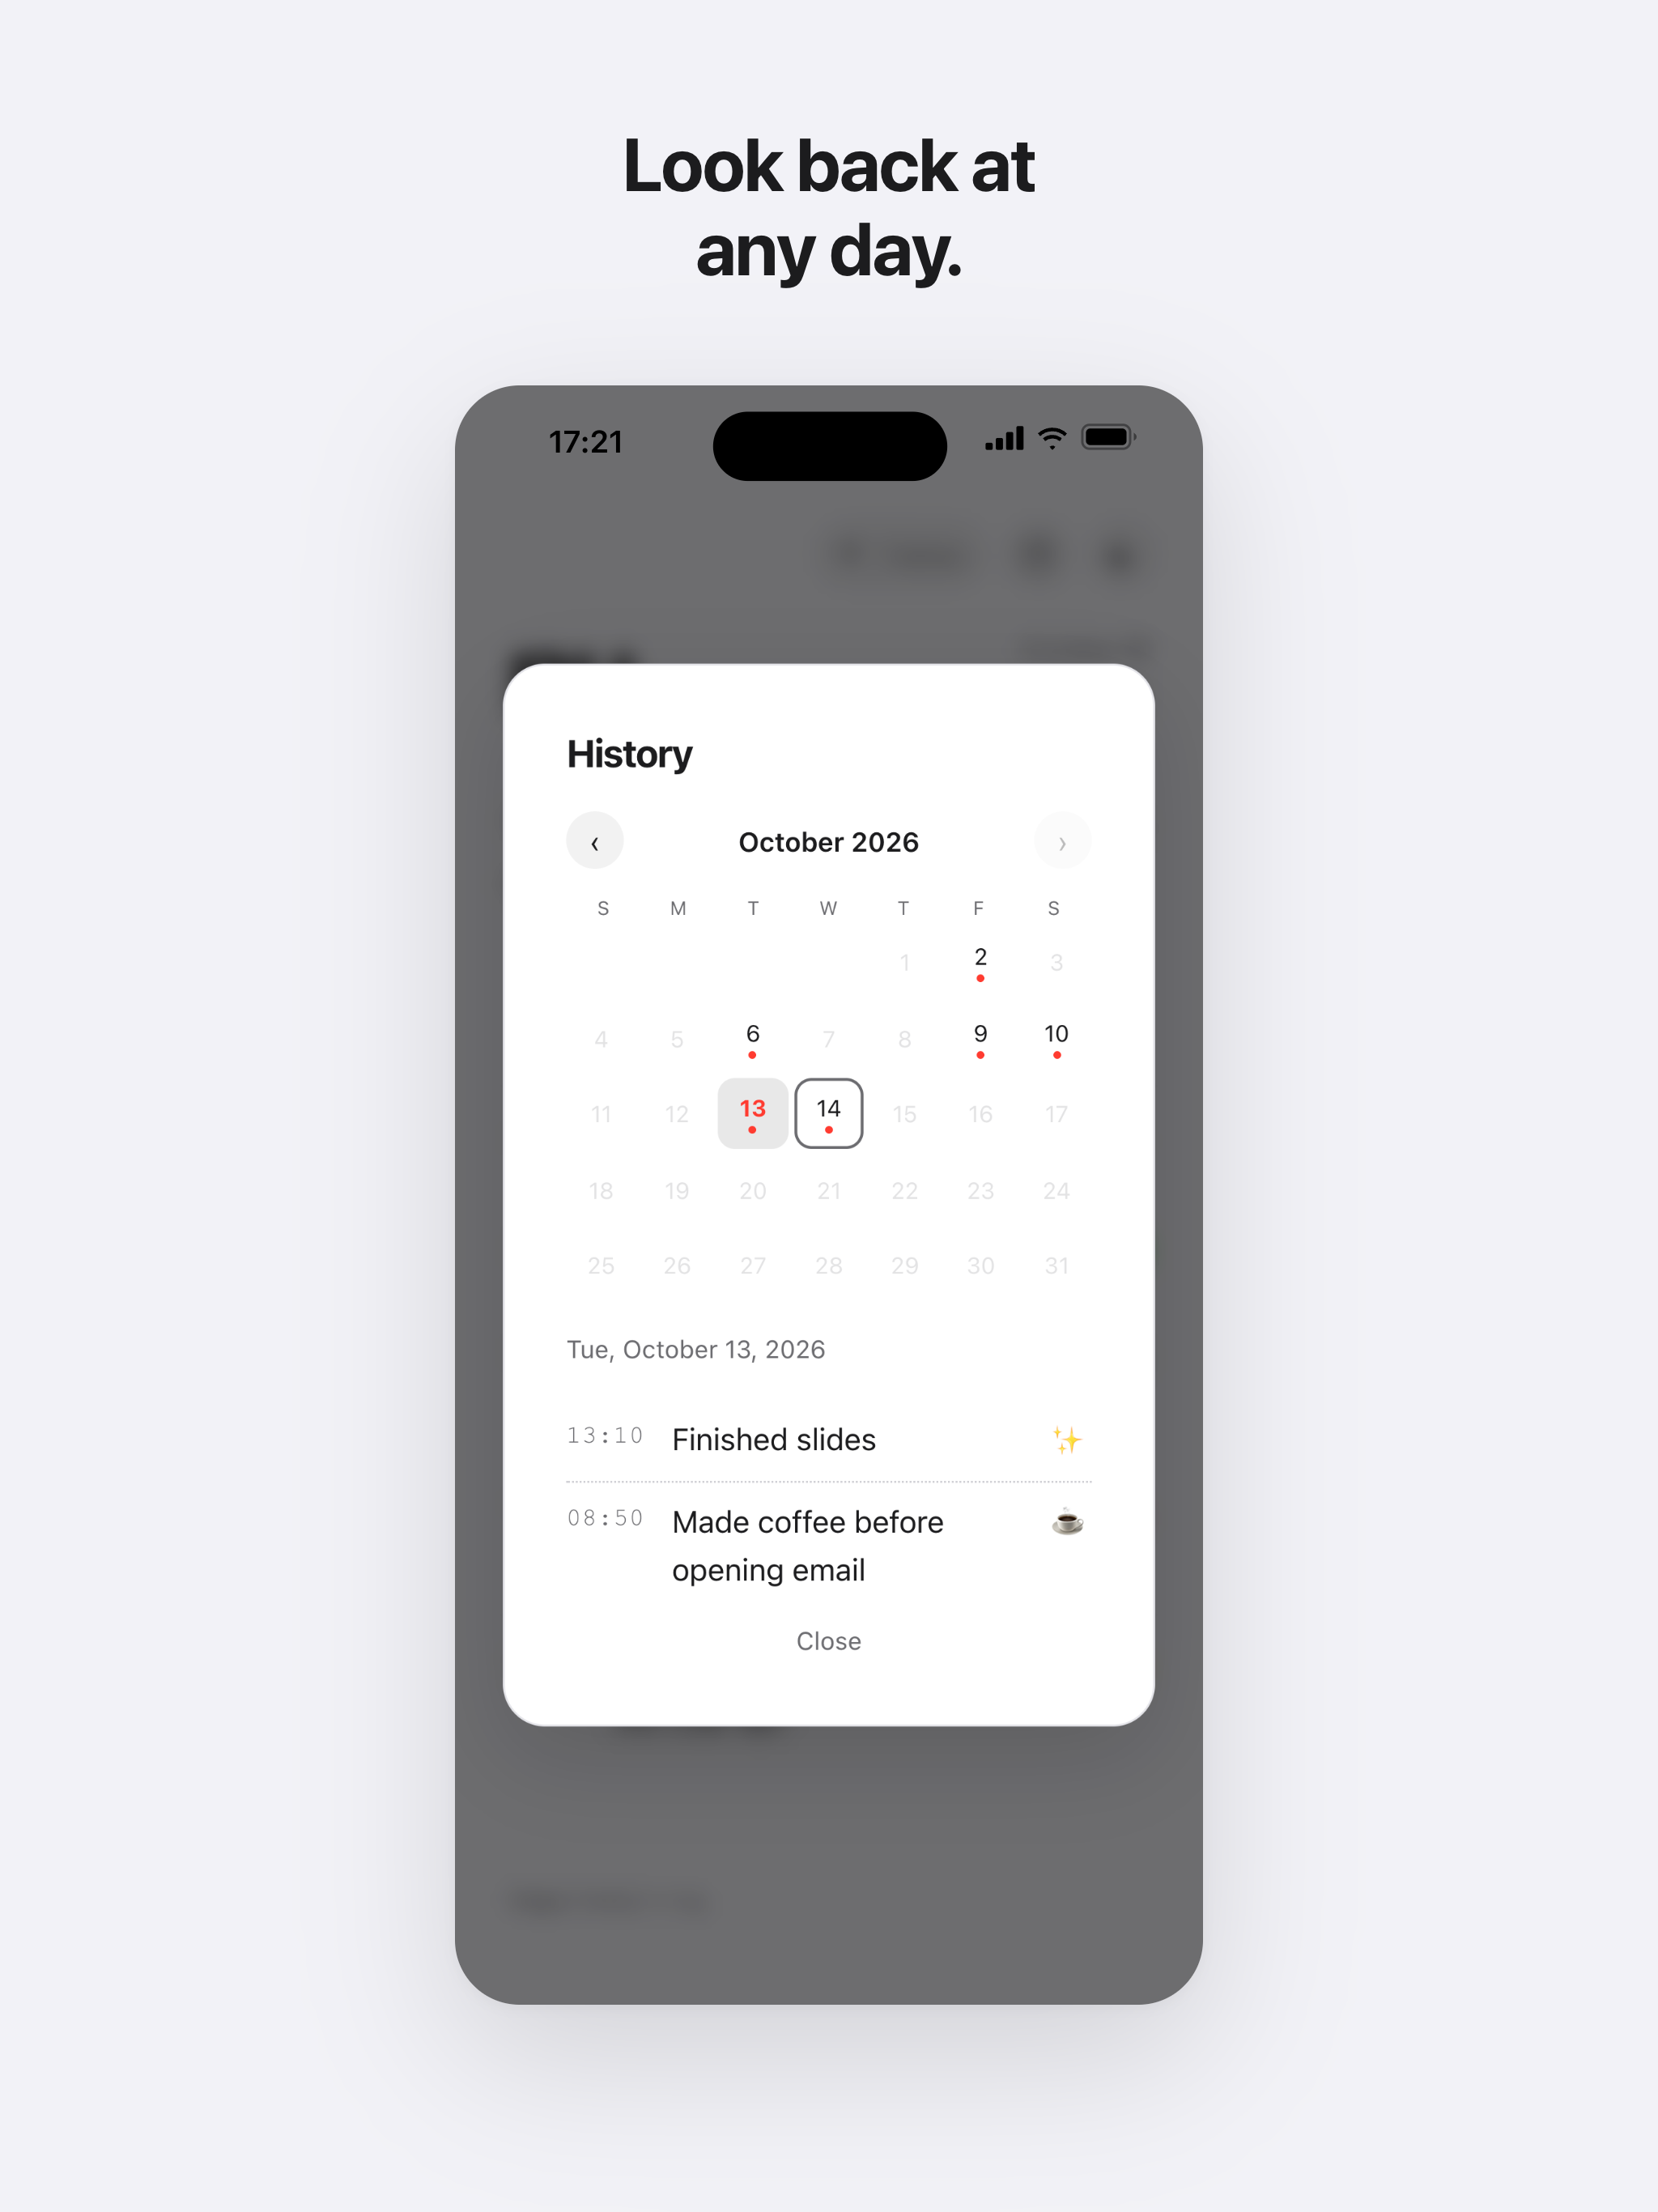 Look back at
any day.
17:21
History
‹ October 2026 ›
S M T W T F S
1 2 3
4 5 6 7 8 9 10
11 12 13 14 15 16 17
18 19 20 21 22 23 24
25 26 27 28 29 30 31
Tue, October 13, 2026
13:10 Finished slides ✨
08:50 Made coffee before ☕
opening email
Close